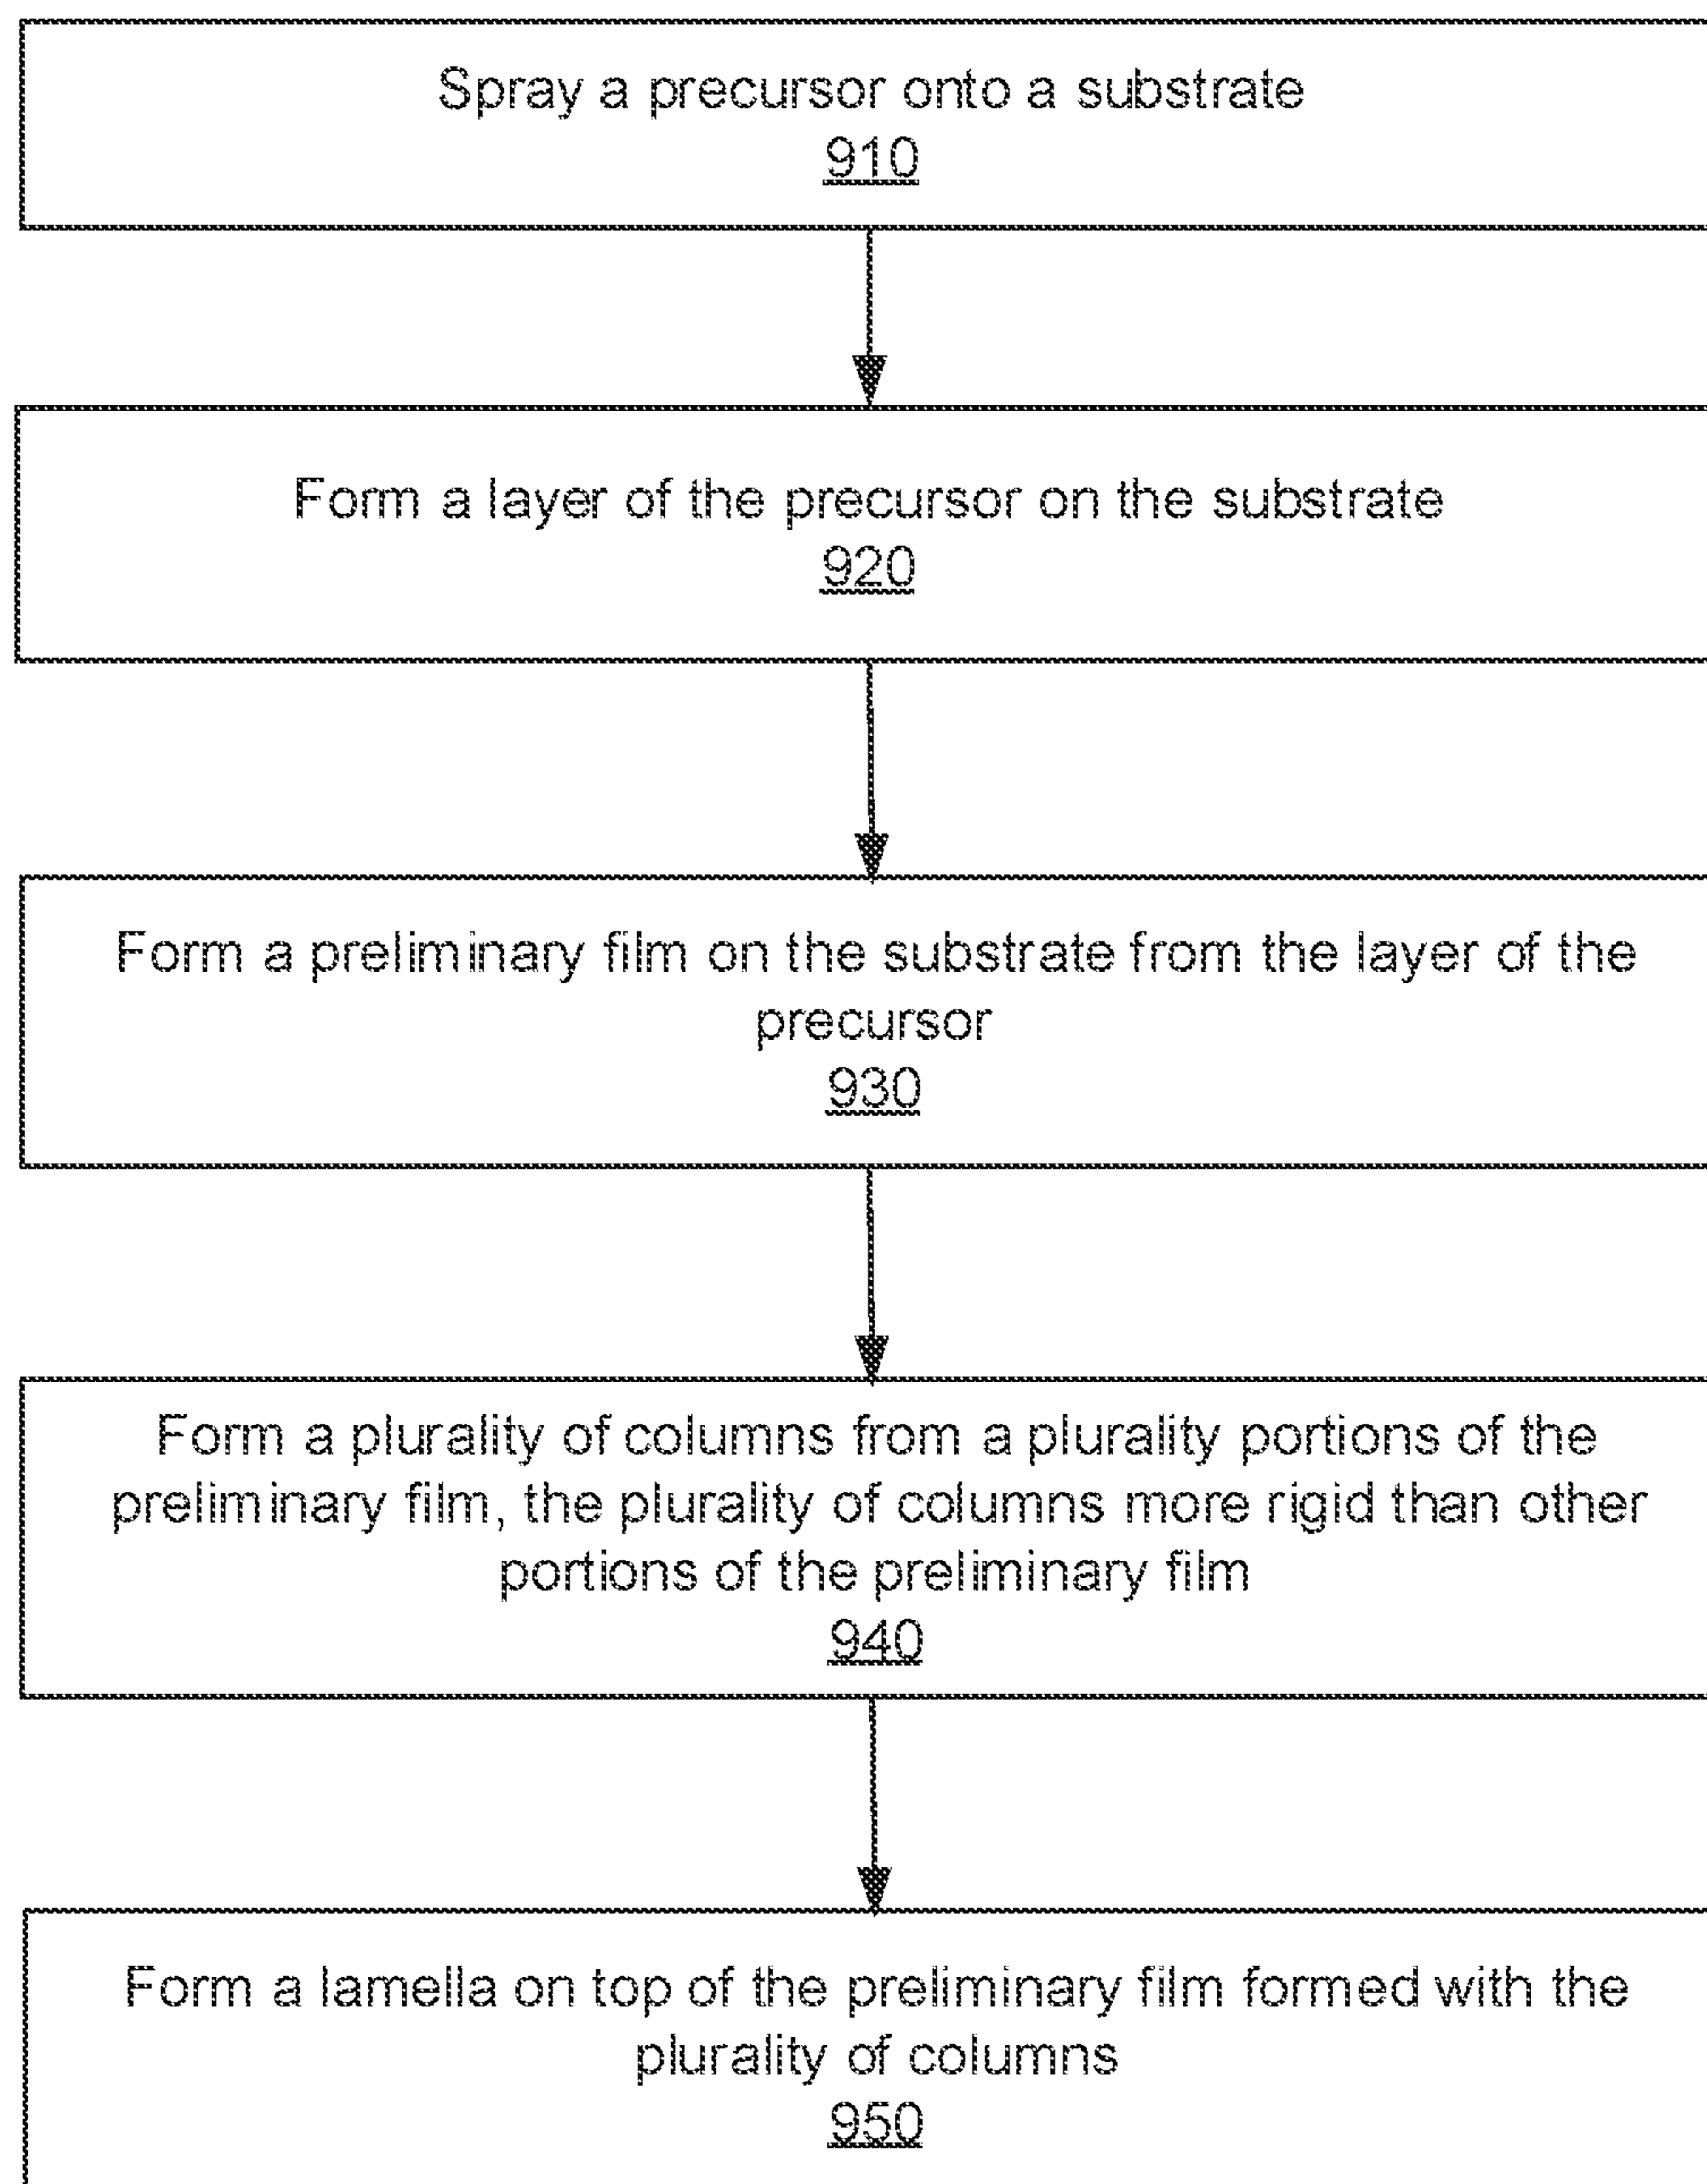 Spray a precursor onto a substrate
910
Form a layer of the precursor on the substrate
920
Form a preliminary film on the substrate from the layer of the
precursor
930
Form a plurality of columns from a plurality portions of the
preliminary film, the plurality of columns more rigid than other
portions of the preliminary film
940
Form a lamella on top of the preliminary film formed with the
plurality of columns
950